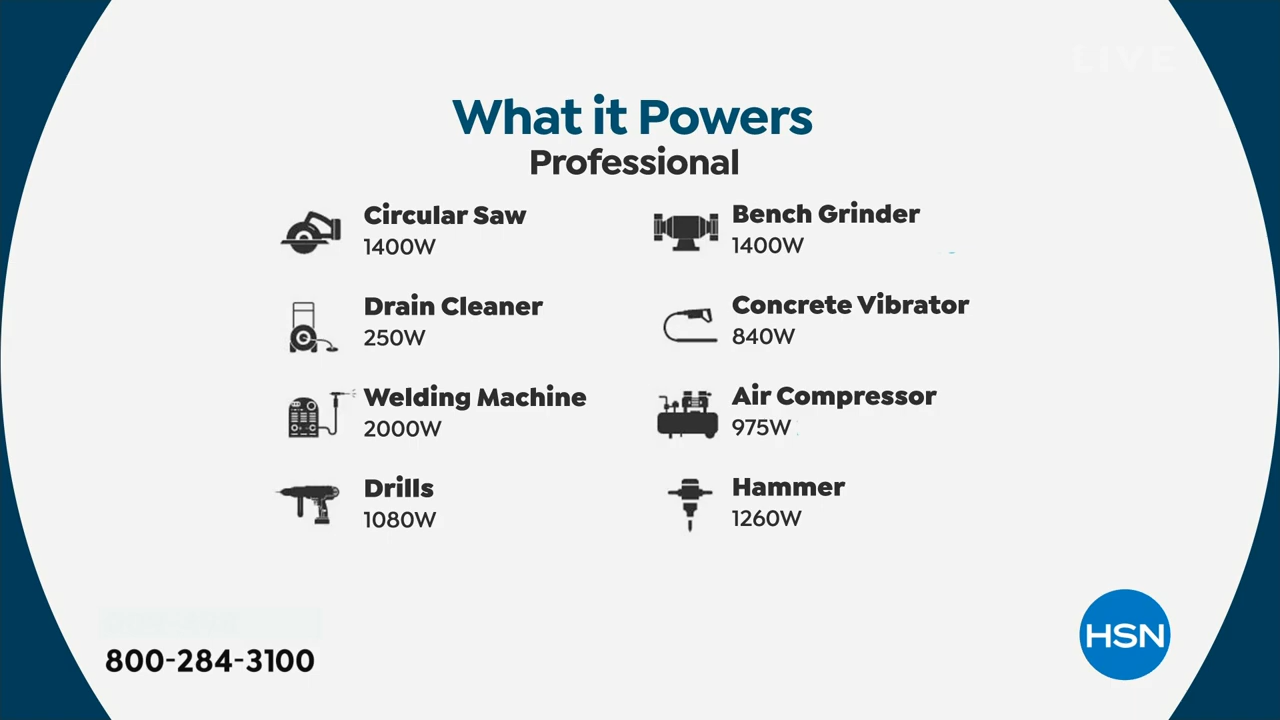 LIVE
What it Powers
Professional
Circular Saw
1400W
Bench Grinder
1400W
Drain Cleaner
250W
Concrete Vibrator
840W
Welding Machine
2000W
Air Compressor
975W
Drills
1080W
Hammer
1260W
800-284-3100
HSN